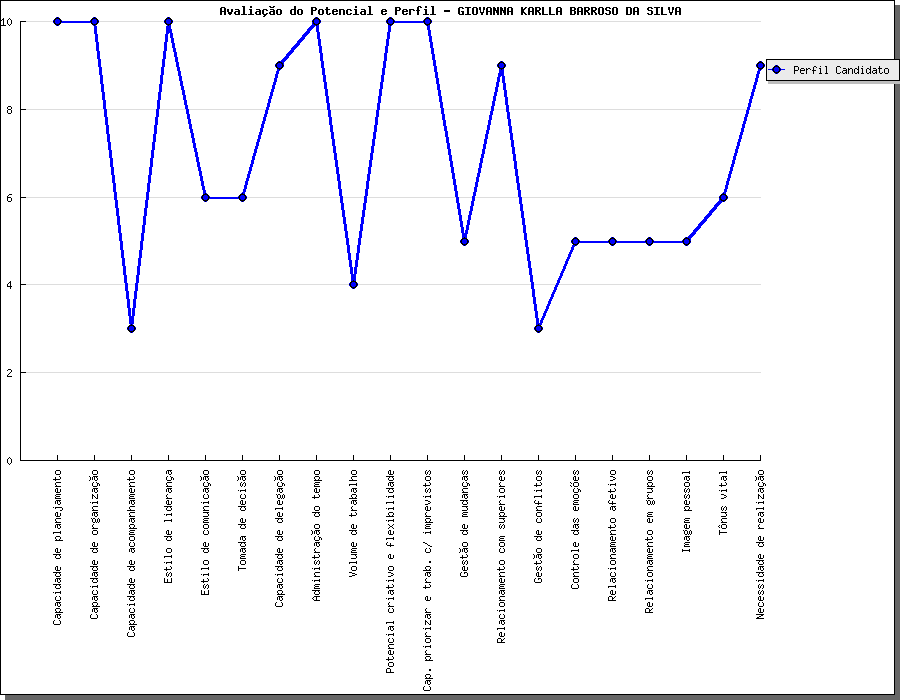 Avaliação do Potencial e Perfil - GIOVANNA KARLLA BARROSO DA SILVA
10
8
6
4
2
0
Perfil Candidato
Capacidade de planejamento
Capacidade de organização
Capacidade de acompanhamento
Estilo de liderança
Estilo de comunicação
Tomada de decisão
Capacidade de delegação
Administração do tempo
Volume de trabalho
Potencial criativo e flexibilidade
Cap. priorizar e trab. c/ imprevistos
Gestão de mudanças
Relacionamento com superiores
Gestão de conflitos
Controle das emoções
Relacionamento afetivo
Relacionamento em grupos
Imagem pessoal
Tônus vital
Necessidade de realização